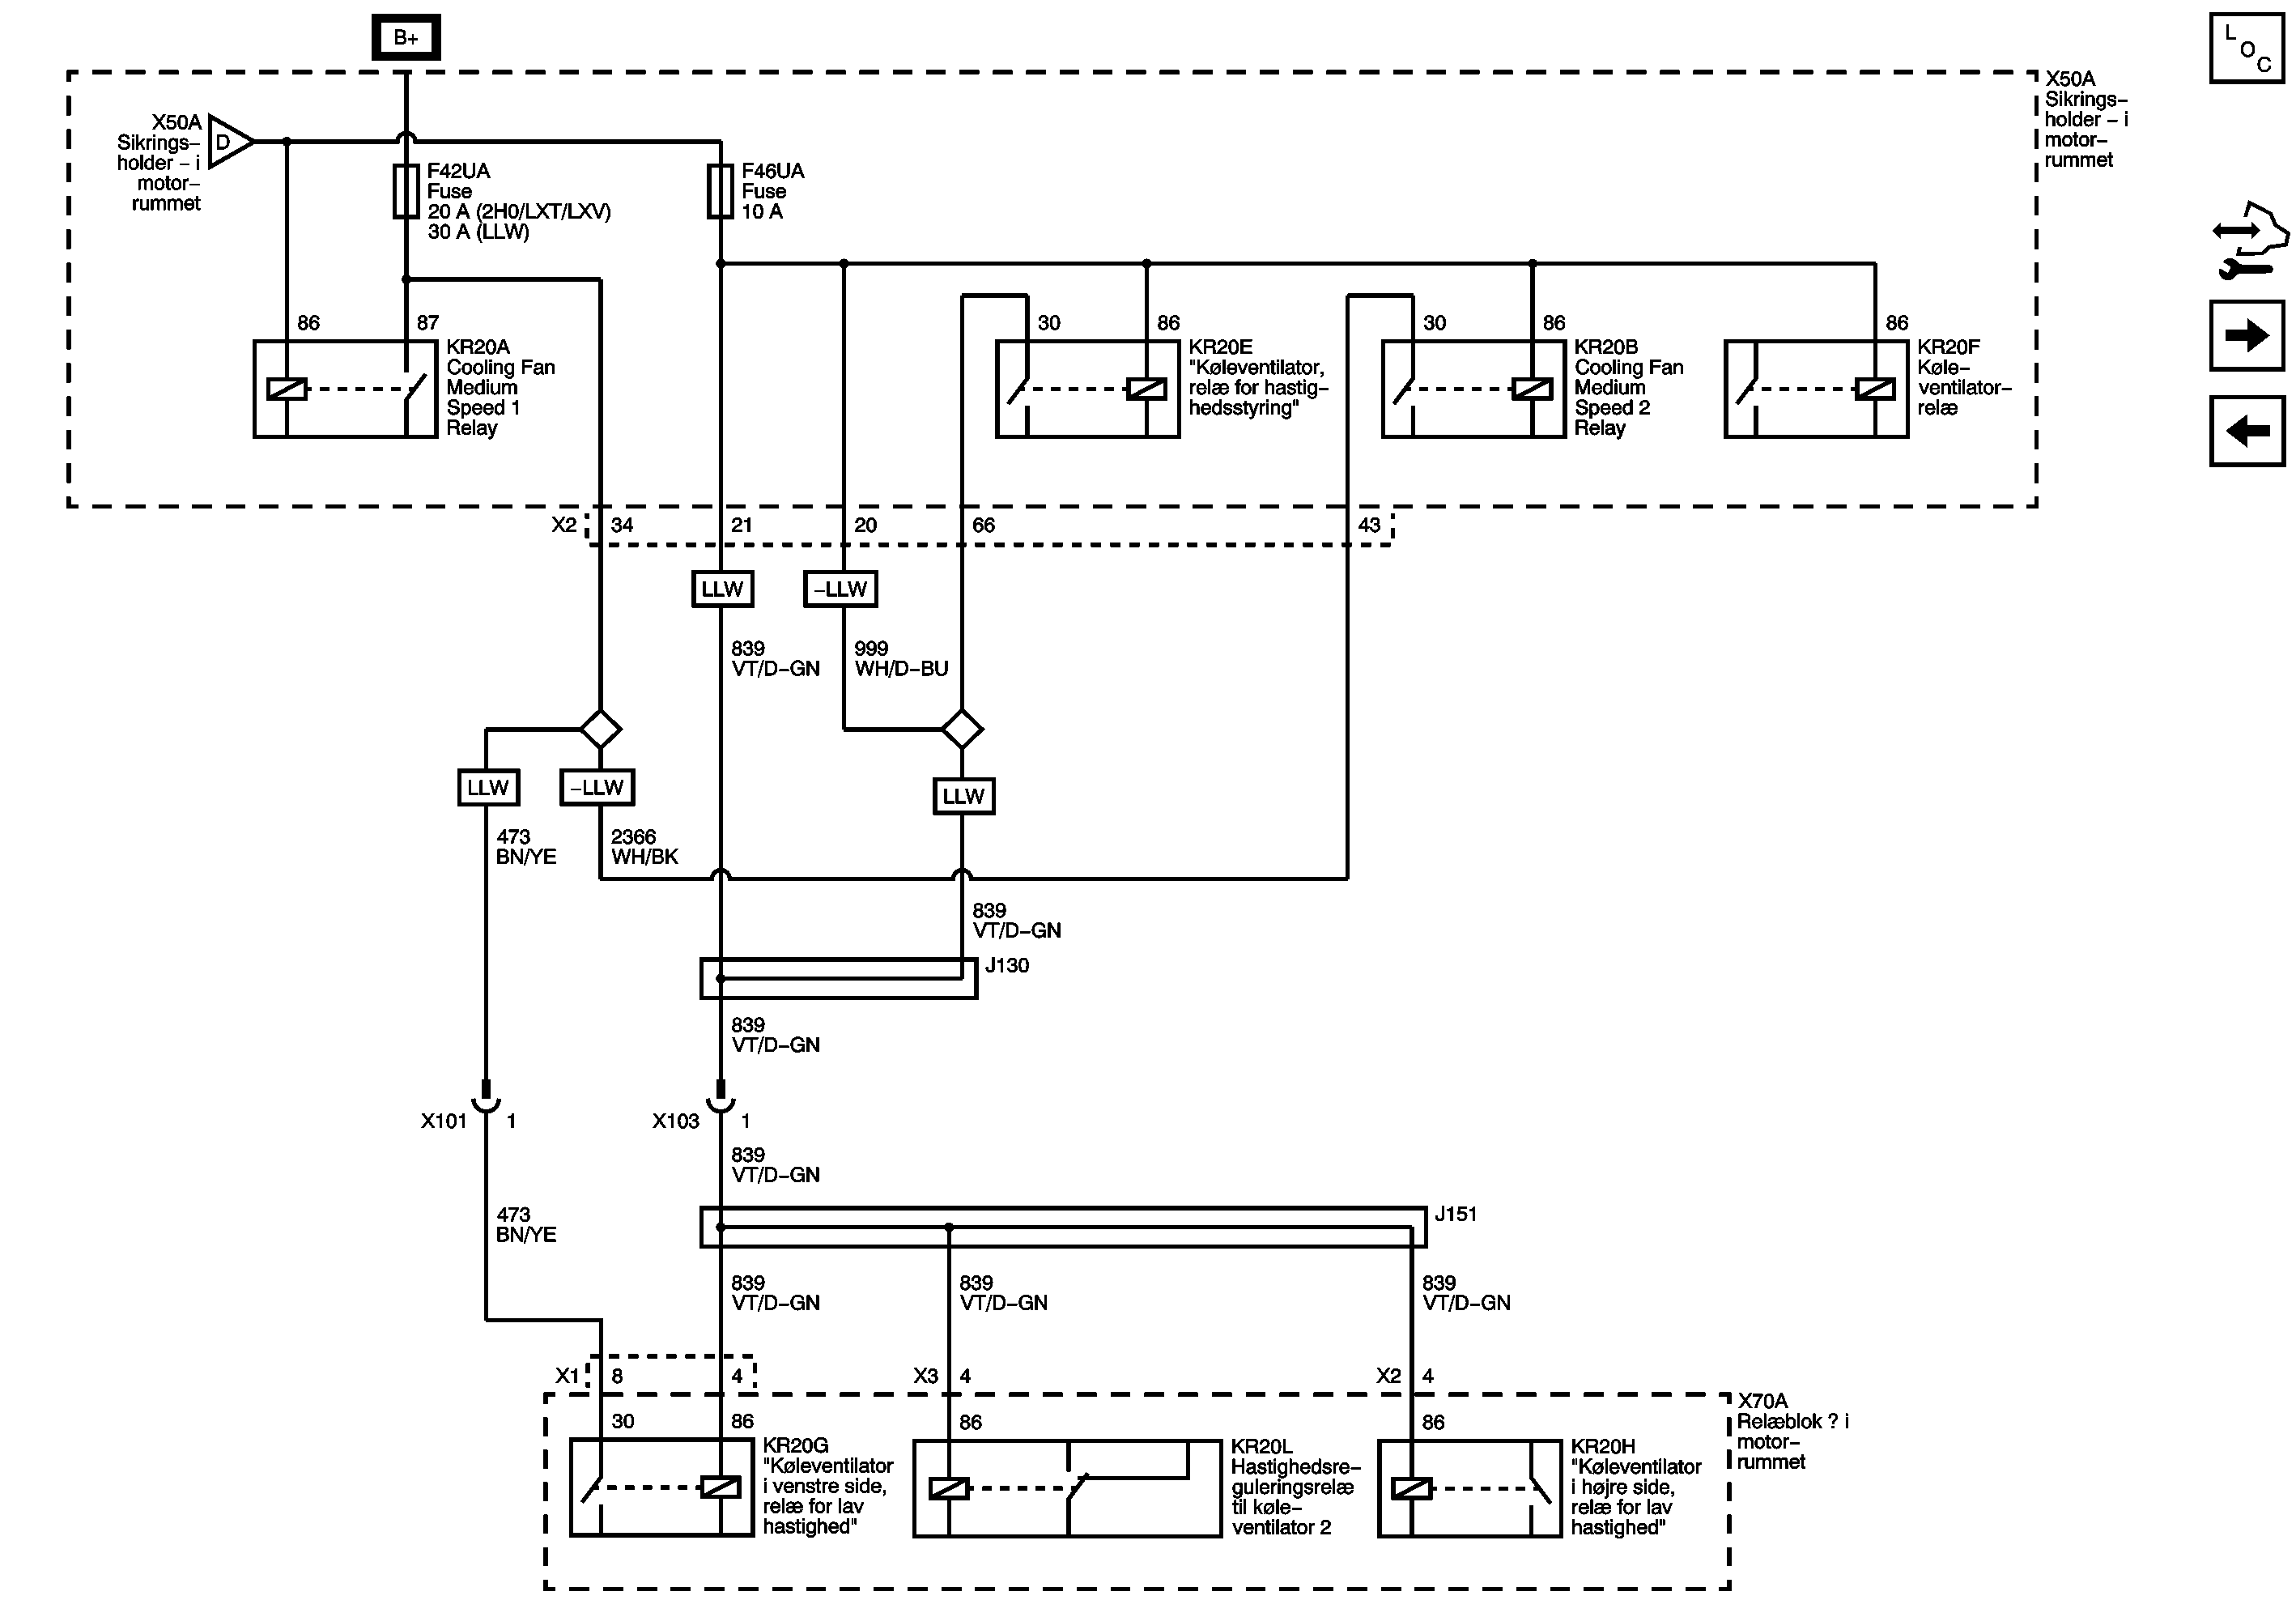 B+
L
O
C
X50A
Sikrings–
holder – i
motor–
rummet
D
X50A
Sikrings–
holder – i
motor–
rummet
F42UA
Fuse
20 A (2H0/LXT/LXV)
30 A (LLW)
F46UA
Fuse
10 A
86
87
KR20A
Cooling Fan
Medium
Speed 1
Relay
30
86
KR20E
"Køleventilator,
relæ for hastig–
hedsstyring"
30
86
KR20B
Cooling Fan
Medium
Speed 2
Relay
86
KR20F
Køle–
ventilator–
relæ
X2
34
21
20
66
43
LLW
–LLW
839
VT/D–GN
999
WH/D–BU
LLW
–LLW
LLW
473
BN/YE
2366
WH/BK
839
VT/D–GN
J130
839
VT/D–GN
X101
1
X103
1
839
VT/D–GN
473
BN/YE
J151
839
VT/D–GN
839
VT/D–GN
839
VT/D–GN
X1
8
4
X3
4
X2
4
X70A
Relæblok ? i
motor–
rummet
30
86
86
86
KR20G
"Køleventilator
i venstre side,
relæ for lav
hastighed"
KR20L
Hastighedsre–
guleringsrelæ
til køle–
ventilator 2
KR20H
"Køleventilator
i højre side,
relæ for lav
hastighed"